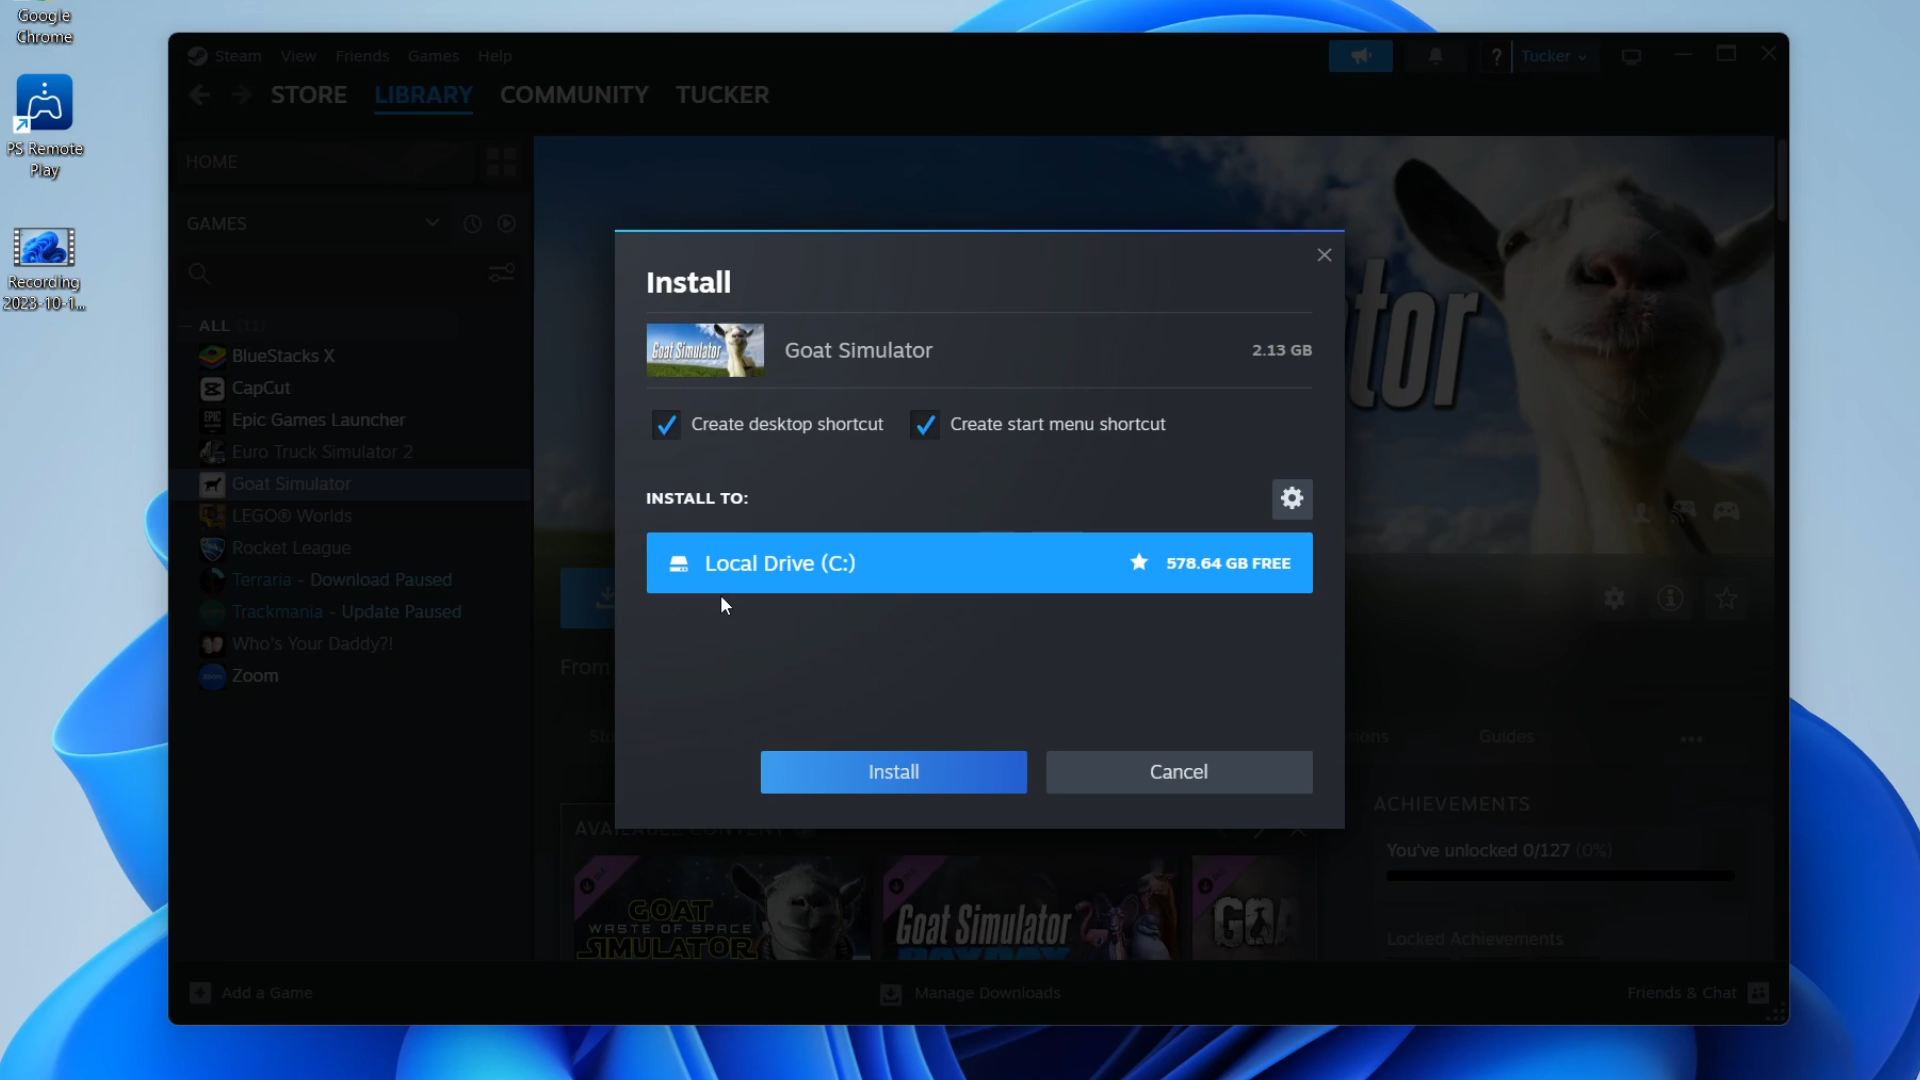 Google
Chrome
PS Remote
Play
Recording
2023-10-1...
Steam View Friends Games Help
? Tucker
STORE LIBRARY COMMUNITY TUCKER
HOME
GAMES
ALL (11)
BlueStacks X
CapCut
Epic Games Launcher
Euro Truck Simulator 2
Goat Simulator
LEGO® Worlds
Rocket League
Terraria - Download Paused
Trackmania - Update Paused
Who's Your Daddy?!
Zoom
Install
Goat Simulator
Goat Simulator
2.13 GB
Create desktop shortcut
Create start menu shortcut
INSTALL TO:
Local Drive (C:)
578.64 GB FREE
Install
Cancel
tor
From
Guides
AVAILABLE CONTENT
ACHIEVEMENTS
You've unlocked 0/127 (0%)
Locked Achievements
GOAT
WASTE OF SPACE
SIMULATOR
Goat Simulator
PAYDAY
GOA
Add a Game
Manage Downloads
Friends & Chat